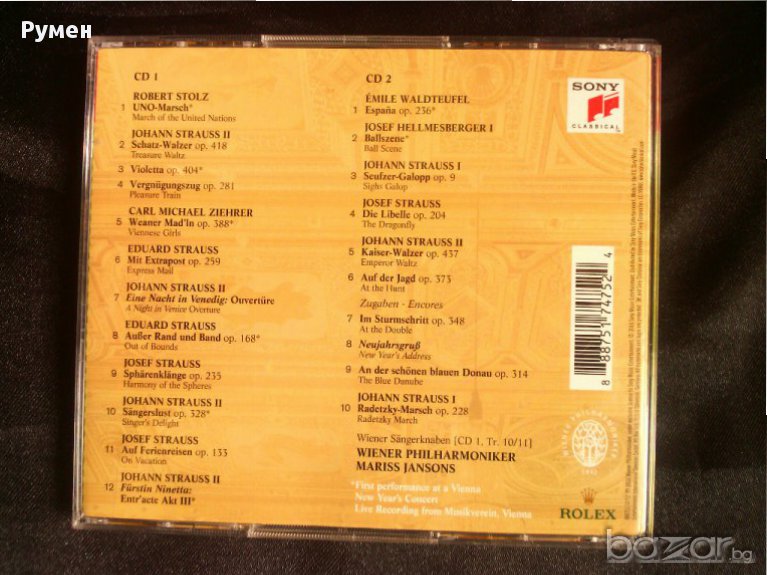 Румен
CD 1
ROBERT STOLZ
1 UNO-Marsch*
March of the United Nations
JOHANN STRAUSS II
2 Schatz-Walzer op. 418
Treasure Waltz
3 Violetta op. 404*
4 Vergnügungszug op. 281
Pleasure Train
CARL MICHAEL ZIEHRER
5 Weaner Mad'ln op. 388*
Viennese Girls
EDUARD STRAUSS
6 Mit Extrapost op. 259
Express Mail
JOHANN STRAUSS II
7 Eine Nacht in Venedig: Ouvertüre
A Night in Venice Overture
EDUARD STRAUSS
8 Außer Rand und Band op. 168*
Out of Bounds
JOSEF STRAUSS
9 Sphärenklänge op. 235
Harmony of the Spheres
JOHANN STRAUSS II
10 Sängerslust op. 328*
Singer's Delight
JOSEF STRAUSS
11 Auf Ferienreisen op. 133
On Vacation
JOHANN STRAUSS II
12 Fürstin Ninetta:
Entr'acte Akt III*
CD 2
ÉMILE WALDTEUFEL
1 España op. 236*
JOSEF HELLMESBERGER I
2 Ballszene*
Ball Scene
JOHANN STRAUSS I
3 Seufzer-Galopp op. 9
Sighs Galop
JOSEF STRAUSS
4 Die Libelle op. 204
The Dragonfly
JOHANN STRAUSS II
5 Kaiser-Walzer op. 437
Emperor Waltz
6 Auf der Jagd op. 373
At the Hunt
Zugaben - Encores
7 Im Sturmschritt op. 348
At the Double
8 Neujahrsgruß
New Year's Address
9 An der schönen blauen Donau op. 314
The Blue Danube
JOHANN STRAUSS I
10 Radetzky-Marsch op. 228
Radetzky March
Wiener Sängerknaben [CD 1, Tr. 10/11]
WIENER PHILHARMONIKER
MARISS JANSONS
*First performance at a Vienna
New Year's Concert
Live Recording from Musikverein, Vienna
SONY
CLASSICAL
8 88751 74752 4
WIENER PHILHARMONIKER
ROLEX
bazar.bg